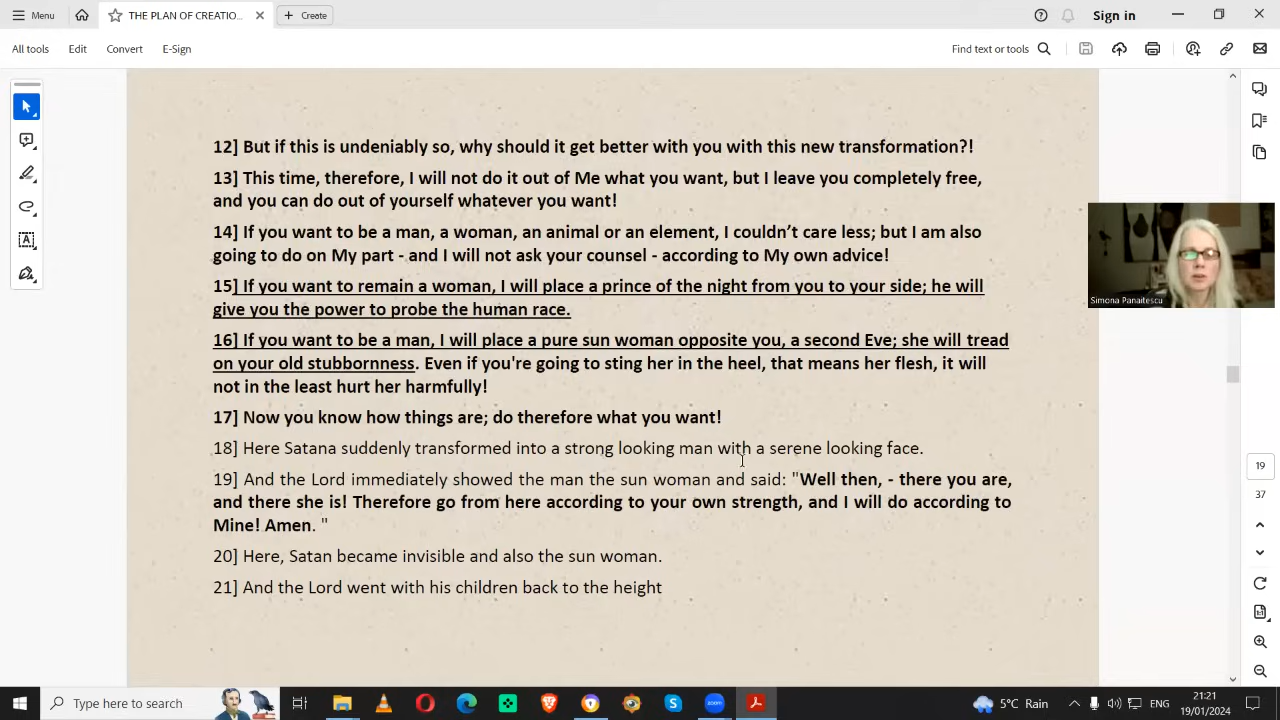 Menu
THE PLAN OF CREATIO...
Create
Sign in
All tools
Edit
Convert
E-Sign
Find text or tools
12] But if this is undeniably so, why should it get better with you with this new transformation?!
13] This time, therefore, I will not do it out of Me what you want, but I leave you completely free,
and you can do out of yourself whatever you want!
14] If you want to be a man, a woman, an animal or an element, I couldn’t care less; but I am also
going to do on My part - and I will not ask your counsel - according to My own advice!
15] If you want to remain a woman, I will place a prince of the night from you to your side; he will
give you the power to probe the human race.
16] If you want to be a man, I will place a pure sun woman opposite you, a second Eve; she will tread
on your old stubbornness. Even if you're going to sting her in the heel, that means her flesh, it will
not in the least hurt her harmfully!
17] Now you know how things are; do therefore what you want!
18] Here Satana suddenly transformed into a strong looking man with a serene looking face.
19] And the Lord immediately showed the man the sun woman and said: "Well then, - there you are,
and there she is! Therefore go from here according to your own strength, and I will do according to
Mine! Amen. "
20] Here, Satan became invisible and also the sun woman.
21] And the Lord went with his children back to the height
Simona Panaitescu
19
37
Type here to search
zoom
5°C Rain
ENG
21:21
19/01/2024